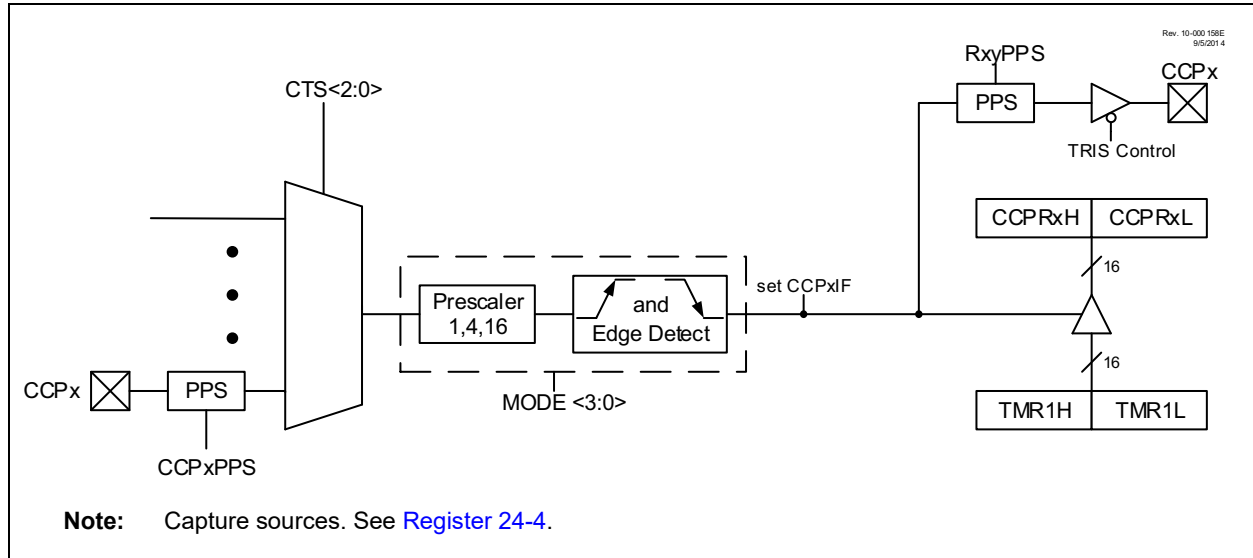 Rev. 10-000 158E
9/5/2014
RxyPPS
CCPx
CTS<2:0>
PPS
TRIS Control
CCPRxH CCPRxL
16
set CCPxIF
Prescaler
1,4,16
and
Edge Detect
16
CCPx
PPS
MODE <3:0>
TMR1H TMR1L
CCPxPPS
Note: Capture sources. See Register 24-4.